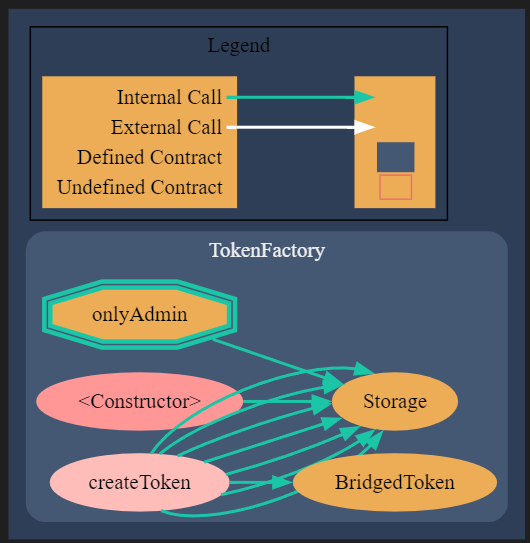 Legend
Internal Call
External Call
Defined Contract
Undefined Contract
TokenFactory
onlyAdmin
<Constructor>
Storage
createToken
BridgedToken